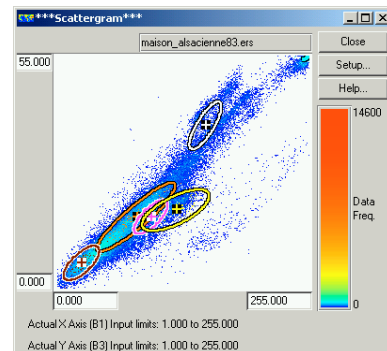 ***Scattergram***
maison_alsacienne83.ers
Close
Setup...
Help...
55.000
14600
Data
Freq.
0
0.000
0.000
255.000
Actual X Axis (B1) Input limits: 1.000 to 255.000
Actual Y Axis (B3) Input limits: 1.000 to 255.000